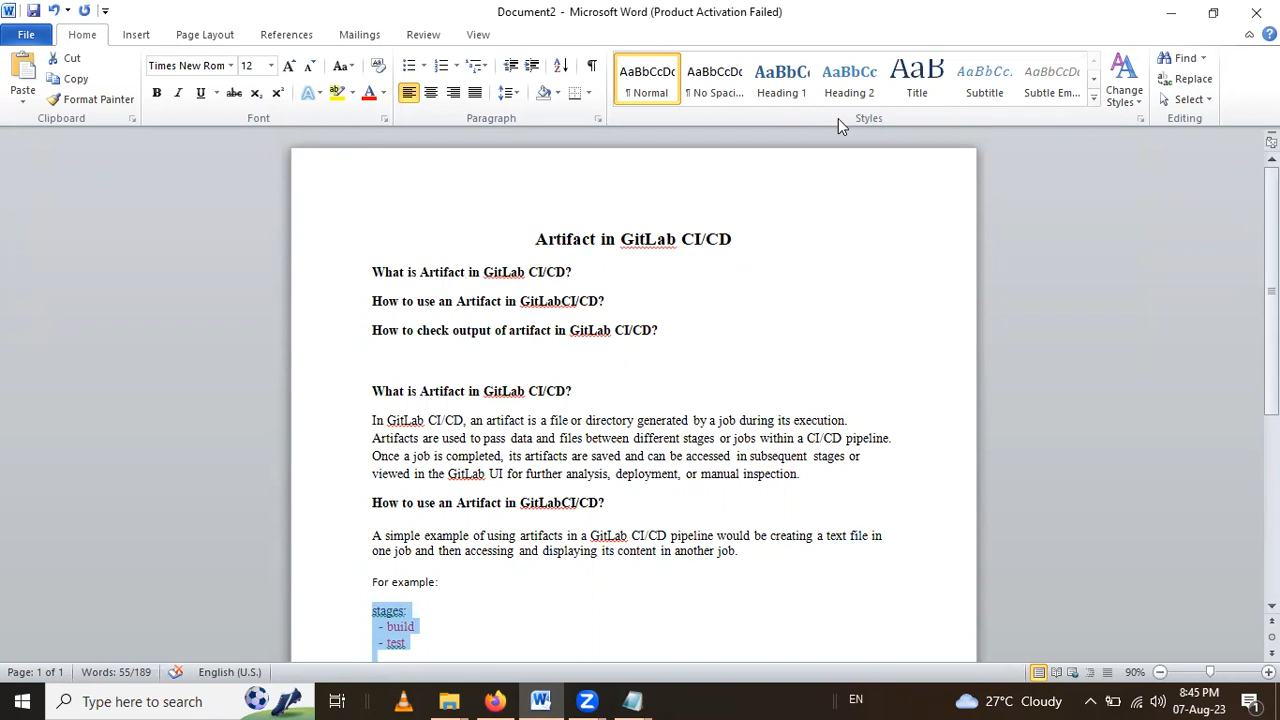 Document2 - Microsoft Word (Product Activation Failed)
File Home Insert Page Layout References Mailings Review View
Paste
Cut
Copy
Format Painter
Clipboard
Times New Rom 12
Font
Paragraph
AaBbCcDc AaBbCcDc AaBbC AaBbCc AaB AaBbCc. AaBbCcDc
¶ Normal ¶ No Spaci... Heading 1 Heading 2 Title Subtitle Subtle Em...
Change Styles
Styles
Find
Replace
Select
Editing
Artifact in GitLab CI/CD
What is Artifact in GitLab CI/CD?
How to use an Artifact in GitLabCI/CD?
How to check output of artifact in GitLab CI/CD?
What is Artifact in GitLab CI/CD?
In GitLab CI/CD, an artifact is a file or directory generated by a job during its execution.
Artifacts are used to pass data and files between different stages or jobs within a CI/CD pipeline.
Once a job is completed, its artifacts are saved and can be accessed in subsequent stages or
viewed in the GitLab UI for further analysis, deployment, or manual inspection.
How to use an Artifact in GitLabCI/CD?
A simple example of using artifacts in a GitLab CI/CD pipeline would be creating a text file in
one job and then accessing and displaying its content in another job.
For example:
stages:
- build
- test
Page: 1 of 1 Words: 55/189 English (U.S.) 90%
Type here to search
EN
27°C Cloudy
8:45 PM
07-Aug-23